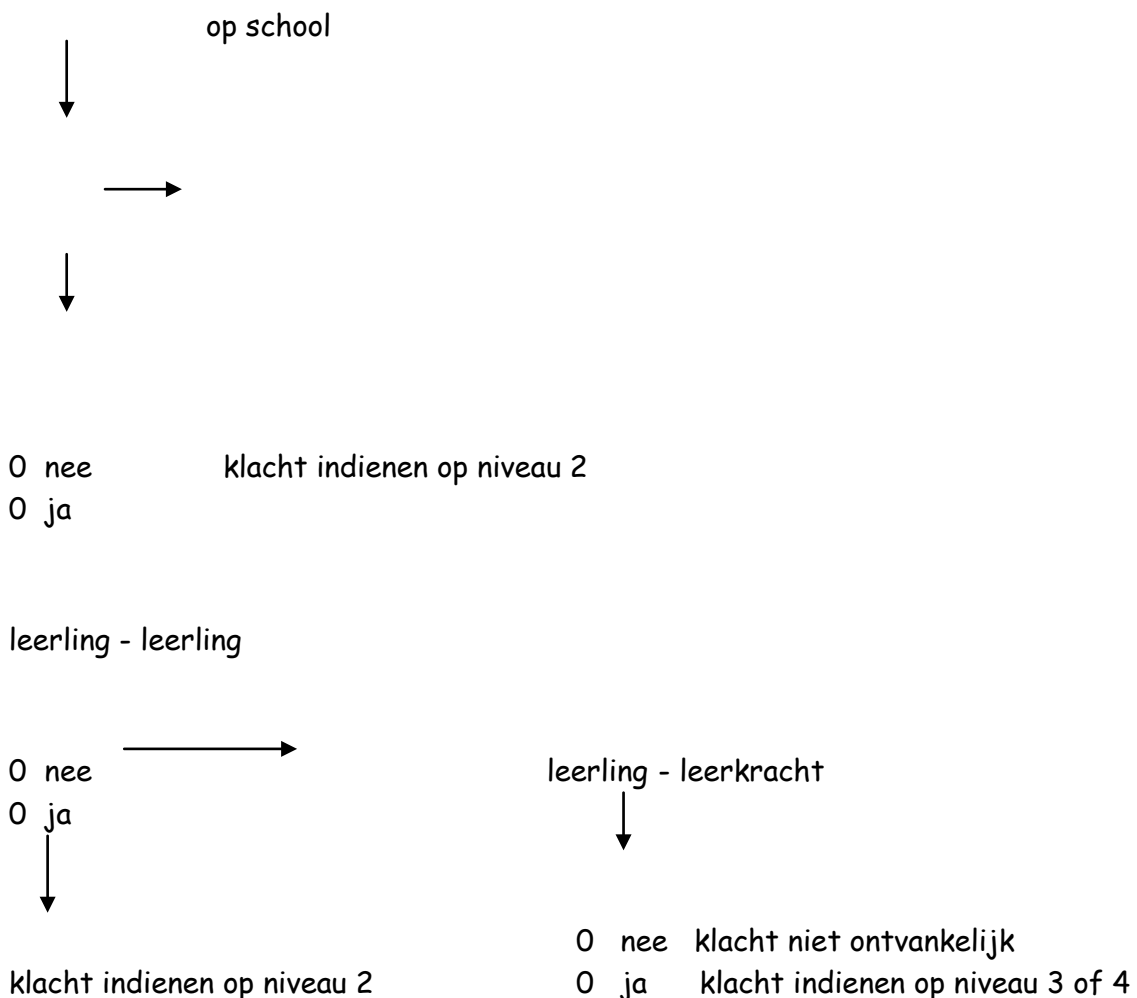 op school
0 nee klacht indienen op niveau 2
0 ja
leerling - leerling
0 nee leerling - leerkracht
0 ja
0 nee klacht niet ontvankelijk
klacht indienen op niveau 2 0 ja klacht indienen op niveau 3 of 4